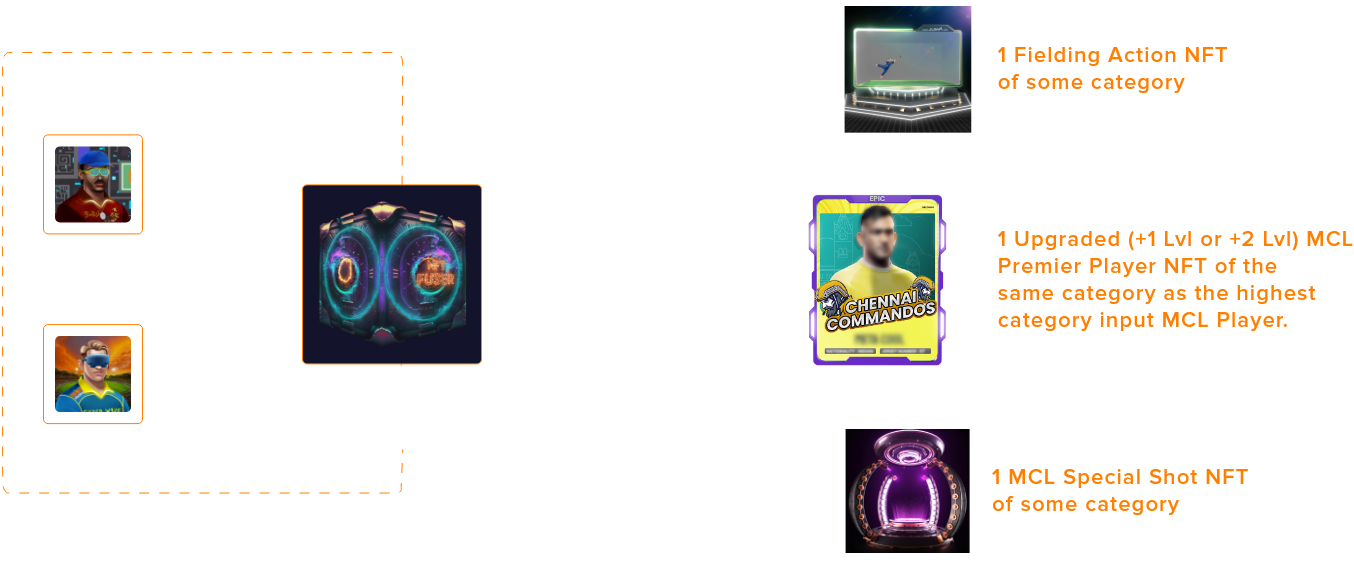 1 Fielding Action NFT
of some category
NFT
FUSER
EPIC
1 Upgraded (+1 Lvl or +2 Lvl) MCL
Premier Player NFT of the
same category as the highest
category input MCL Player.
CHENNAI
COMMANDOS
1 MCL Special Shot NFT
of some category